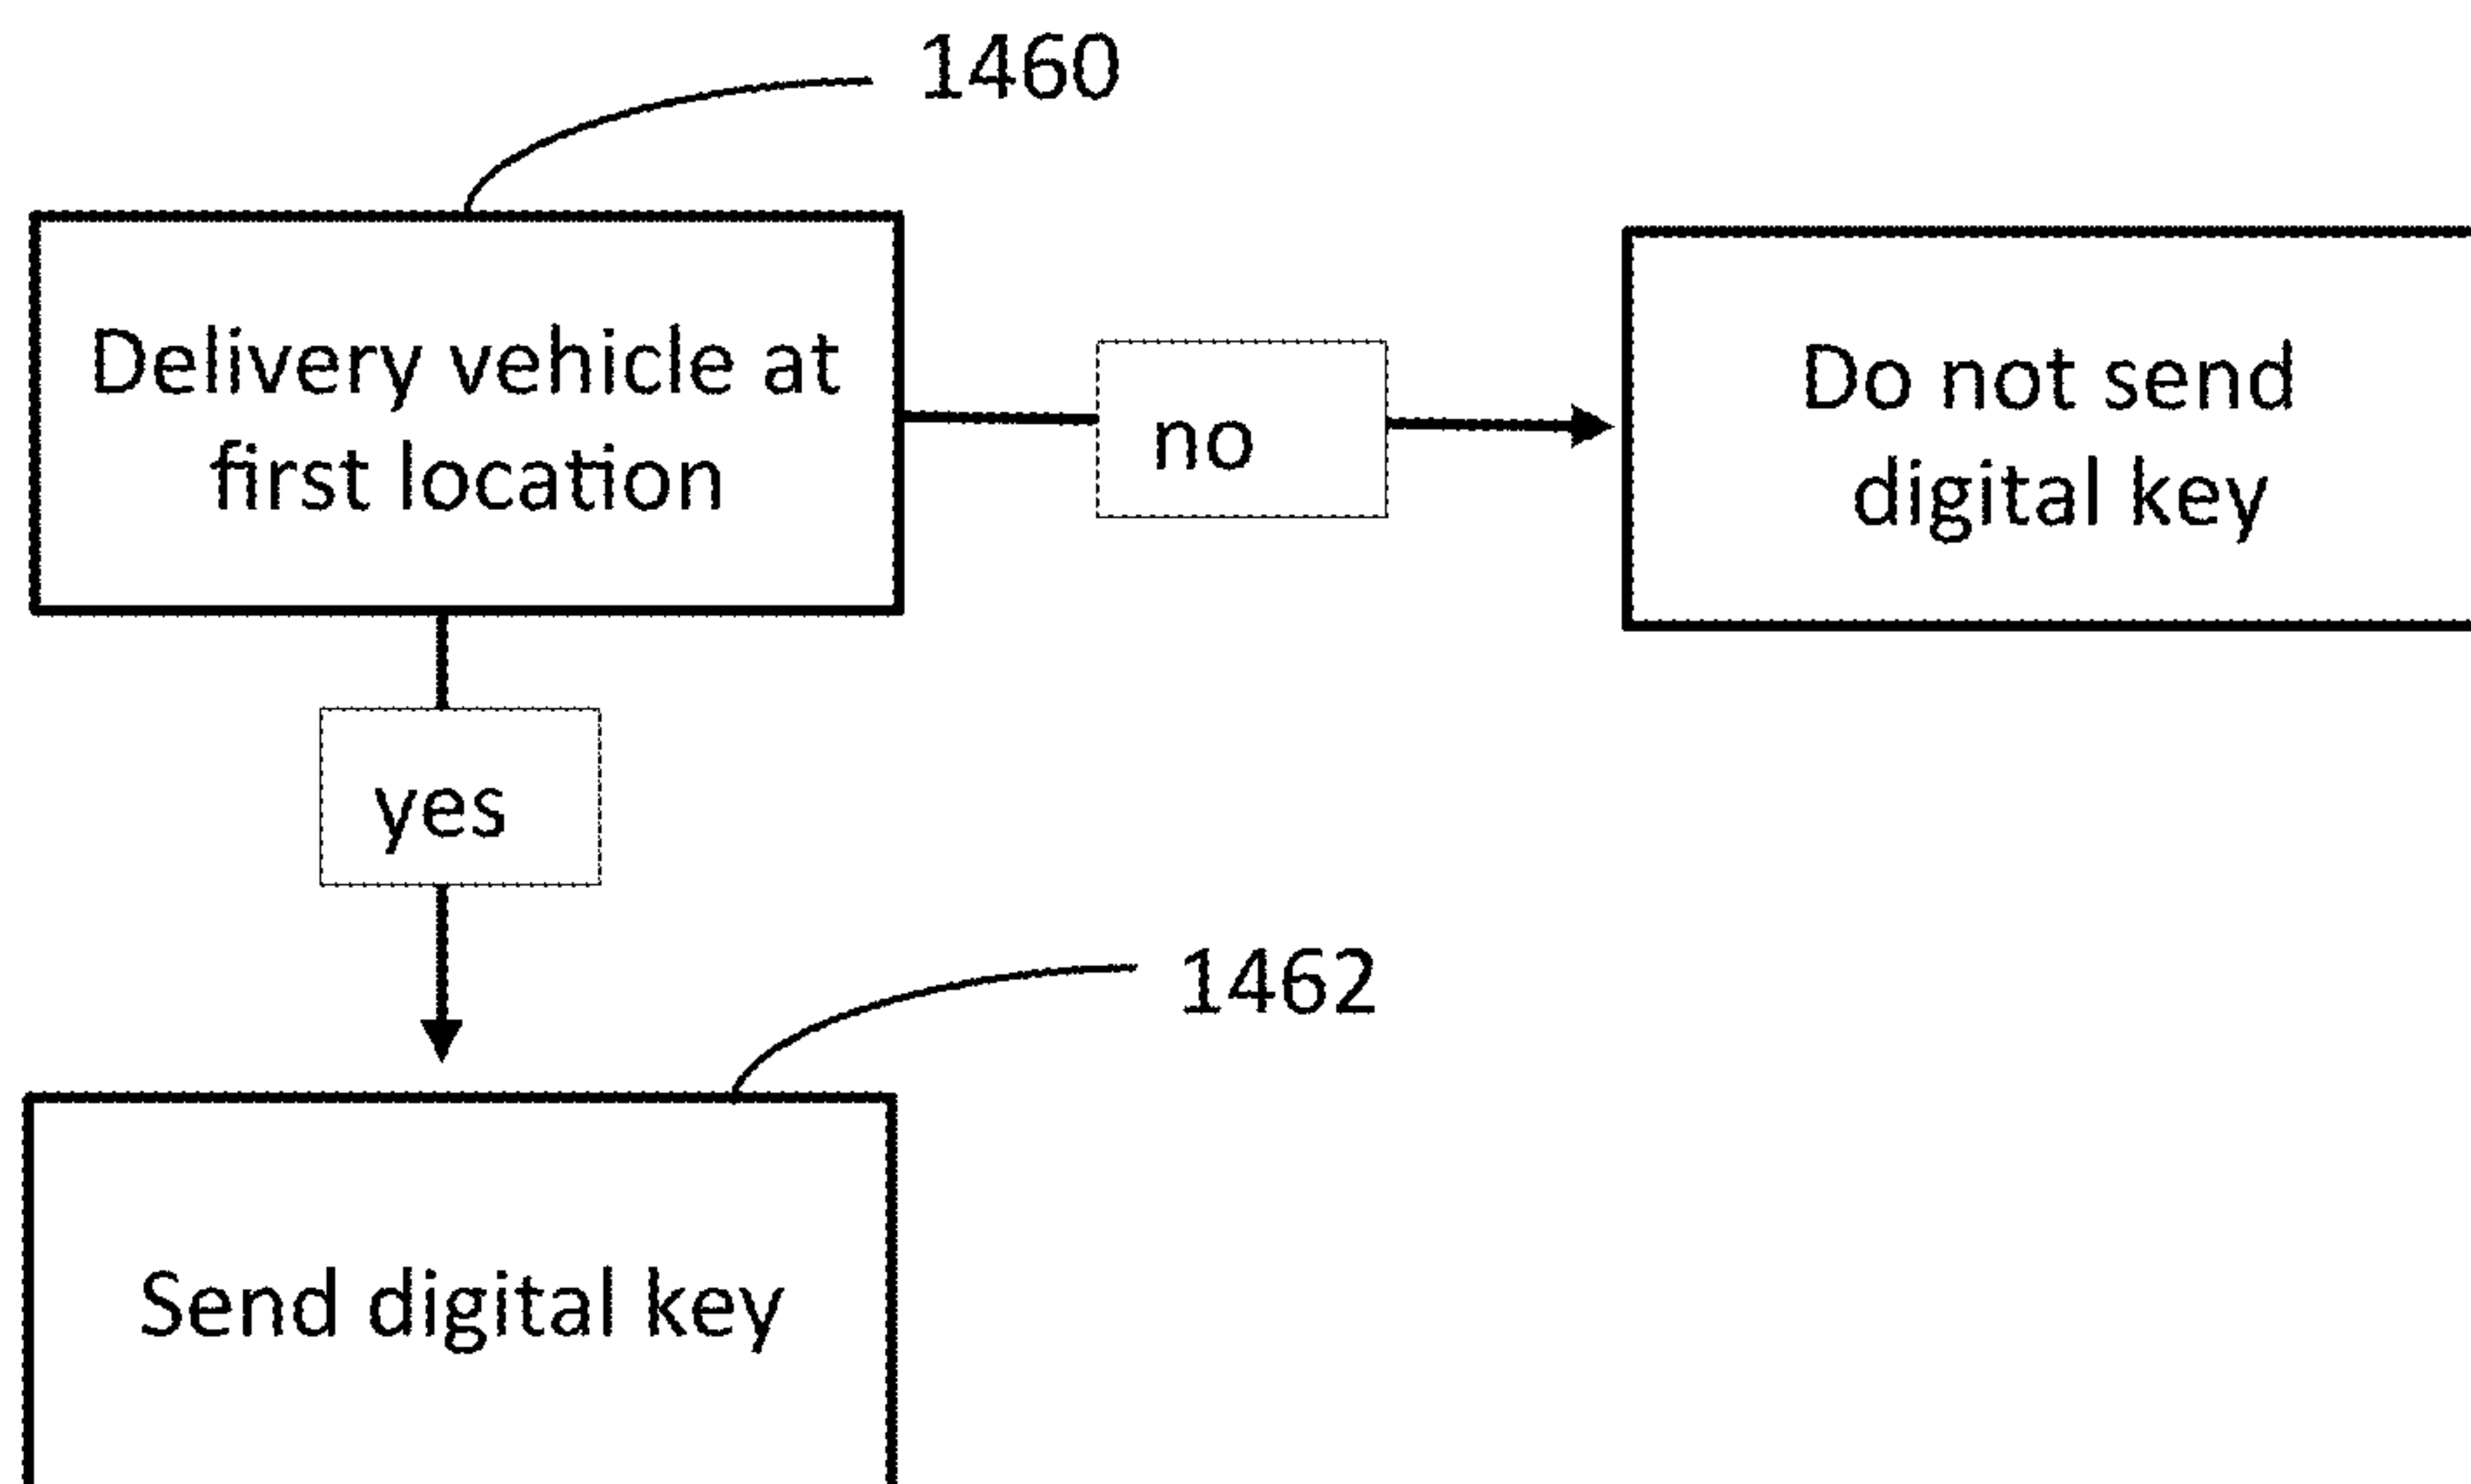 1460
Delivery vehicle at
first location
no
Do not send
digital key
yes
1462
Send digital key